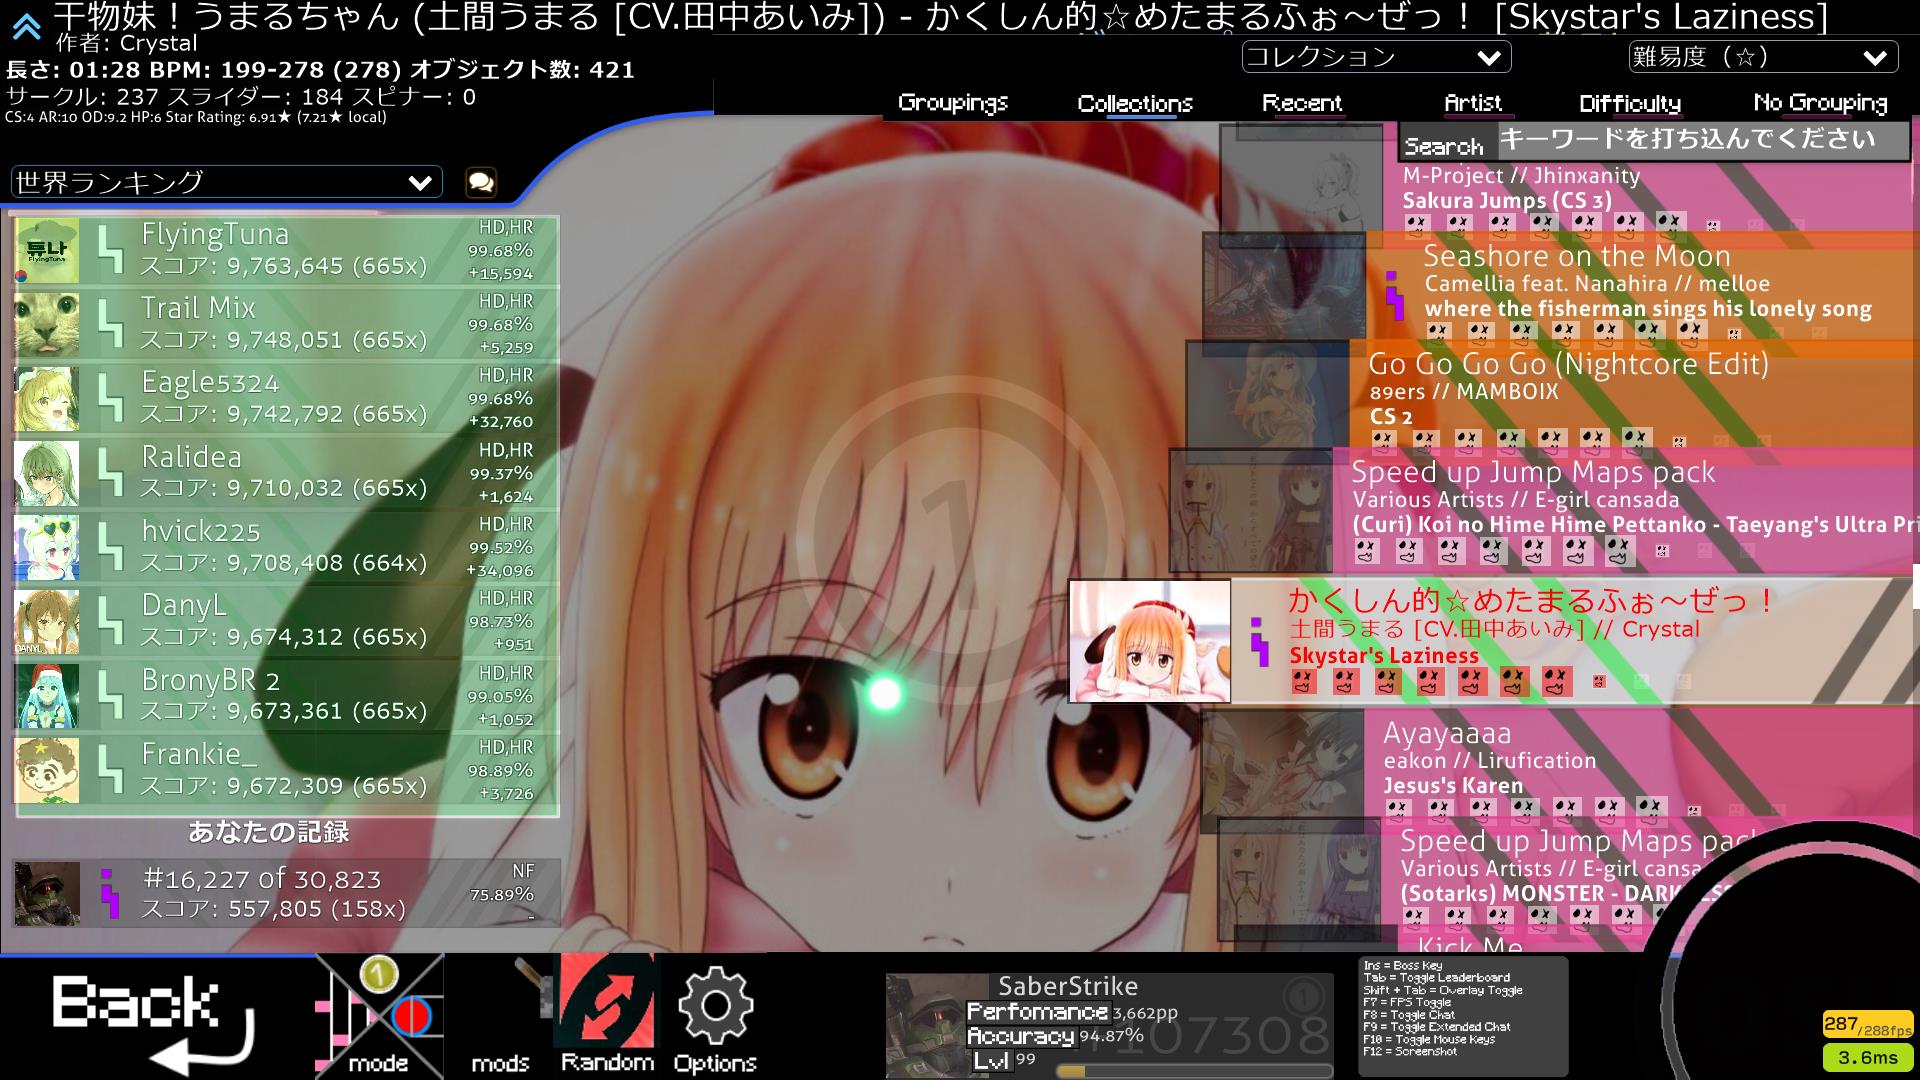 干物妹！うまるちゃん (土間うまる [CV.田中あいみ]) - かくしん的☆めたまるふぉ～ぜっ！ [Skystar's Laziness]
作者: Crystal
長さ: 01:28 BPM: 199-278 (278) オブジェクト数: 421
サークル: 237 スライダー: 184 スピナー: 0
CS:4 AR:10 OD:9.2 HP:6 Star Rating: 6.91★ (7.21★ local)
コレクション
難易度（☆）
Groupings
Collections
Recent
Artist
Difficulty
No Grouping
世界ランキング
Search キーワードを打ち込んでください
FlyingTuna
スコア: 9,763,645 (665x)
HD,HR
99.68%
+15,594
튜나
FlyingTuna
Trail Mix
スコア: 9,748,051 (665x)
HD,HR
99.68%
+5,259
Eagle5324
スコア: 9,742,792 (665x)
HD,HR
99.68%
+32,760
Ralidea
スコア: 9,710,032 (665x)
HD,HR
99.37%
+1,624
hvick225
スコア: 9,708,408 (664x)
HD,HR
99.52%
+34,096
DanyL
スコア: 9,674,312 (665x)
HD,HR
98.73%
+951
DANYL
BronyBR 2
スコア: 9,673,361 (665x)
HD,HR
99.05%
+1,052
Frankie_
スコア: 9,672,309 (665x)
HD,HR
98.89%
+3,726
あなたの記録
#16,227 of 30,823
スコア: 557,805 (158x)
NF
75.89%
-
1
M-Project // Jhinxanity
Sakura Jumps (CS 3)
Seashore on the Moon
Camellia feat. Nanahira // melloe
where the fisherman sings his lonely song
Go Go Go Go (Nightcore Edit)
89ers // MAMBOIX
CS 2
Speed up Jump Maps pack
Various Artists // E-girl cansada
(Curi) Koi no Hime Hime Pettanko - Taeyang's Ultra Pri
かくしん的☆めたまるふぉ～ぜっ！
土間うまる [CV.田中あいみ] // Crystal
Skystar's Laziness
Ayayaaaa
eakon // Lirufication
Jesus's Karen
Speed up Jump Maps pac
Various Artists // E-girl cansa
(Sotarks) MONSTER - DARK ESS
Kick Me
Back
1
mode
mods
Random
Options
SaberStrike
Perfomance 3,662pp
Accuracy 94.87%
Lvl 99
#107308
1
Ins = Boss Key
Tab = Toggle Leaderboard
Shift + Tab = Overlay Toggle
F7 = FPS Toggle
F8 = Toggle Chat
F9 = Toggle Extended Chat
F10 = Toggle Mouse Keys
F12 = Screenshot
287/288fps
3.6ms